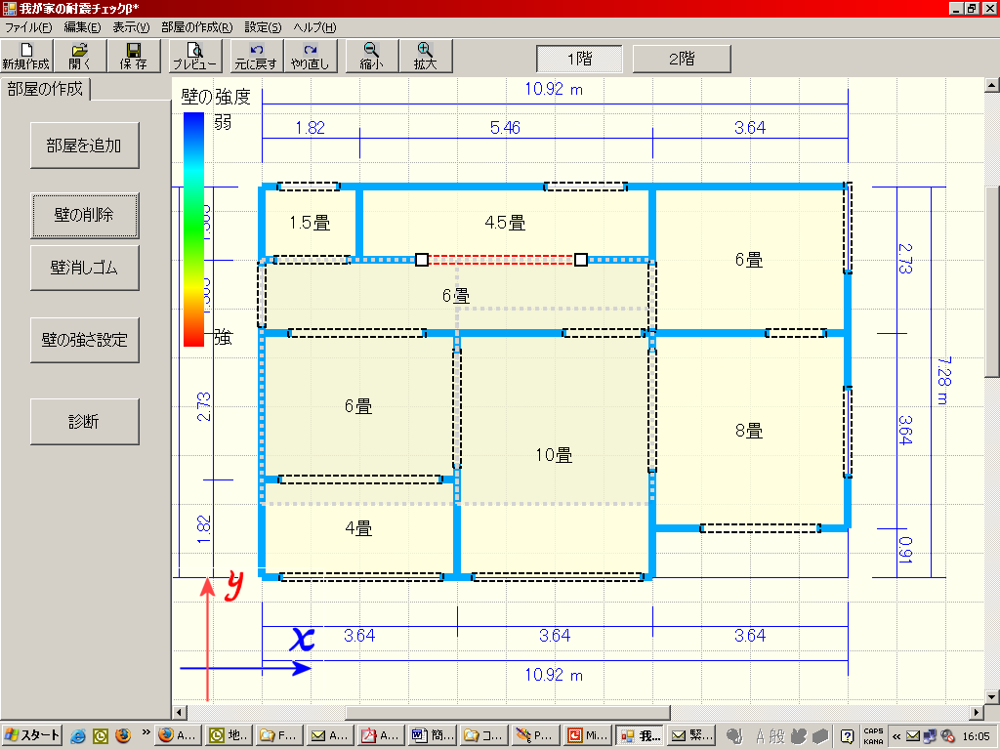 我が家の耐震チェックβ*
ファイル(F) 編集(E) 表示(V) 部屋の作成(R) 設定(S) ヘルプ(H)
新規作成 開く 保存 プレビュー 元に戻す やり直し 縮小 拡大 1階 2階
部屋の作成
部屋を追加
壁の削除
壁消しゴム
壁の強さ設定
診断
壁の強度
弱
強
10.92 m
1.82 5.46 3.64
1.5畳 4.5畳 6畳
6畳
6畳 10畳 8畳
4畳
2.73
1.82
2.73
3.64
0.91
7.28 m
y
x
3.64 3.64 3.64
10.92 m
スタート » A... 地... F... A... A... 簡... コ... P... Mi... 我... 緊... A 般 ? CAPS KANA « 16:05